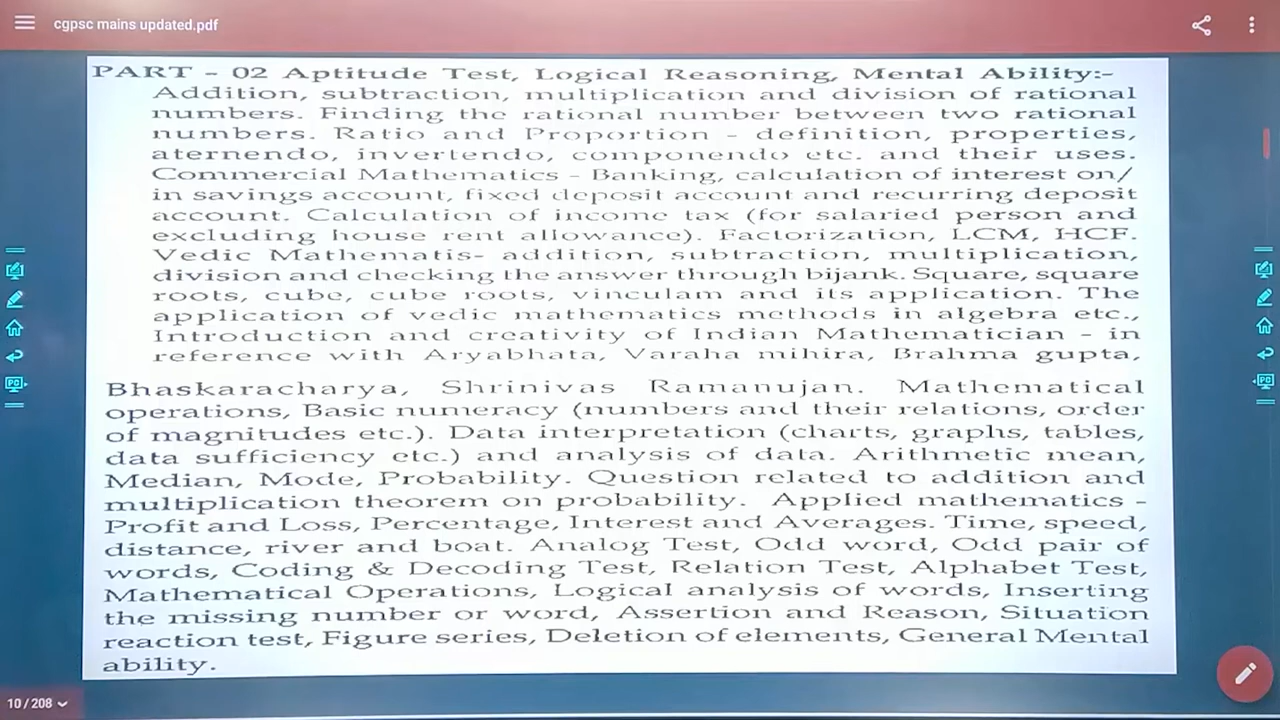 cgpsc mains updated.pdf
PART - 02 Aptitude Test, Logical Reasoning, Mental Ability:-
Addition, subtraction, multiplication and division of rational
numbers. Finding the rational number between two rational
numbers. Ratio and Proportion - definition, properties,
aternendo, invertendo, componendo etc. and their uses.
Commercial Mathematics - Banking, calculation of interest on/
in savings account, fixed deposit account and recurring deposit
account. Calculation of income tax (for salaried person and
excluding house rent allowance). Factorization, LCM, HCF.
Vedic Mathematis- addition, subtraction, multiplication,
division and checking the answer through bijank. Square, square
roots, cube, cube roots, vinculam and its application. The
application of vedic mathematics methods in algebra etc.,
Introduction and creativity of Indian Mathematician - in
reference with Aryabhata, Varaha mihira, Brahma gupta,
Bhaskaracharya, Shrinivas Ramanujan. Mathematical
operations, Basic numeracy (numbers and their relations, order
of magnitudes etc.). Data interpretation (charts, graphs, tables,
data sufficiency etc.) and analysis of data. Arithmetic mean,
Median, Mode, Probability. Question related to addition and
multiplication theorem on probability. Applied mathematics -
Profit and Loss, Percentage, Interest and Averages. Time, speed,
distance, river and boat. Analog Test, Odd word, Odd pair of
words, Coding & Decoding Test, Relation Test, Alphabet Test,
Mathematical Operations, Logical analysis of words, Inserting
the missing number or word, Assertion and Reason, Situation
reaction test, Figure series, Deletion of elements, General Mental
ability.
10 / 208